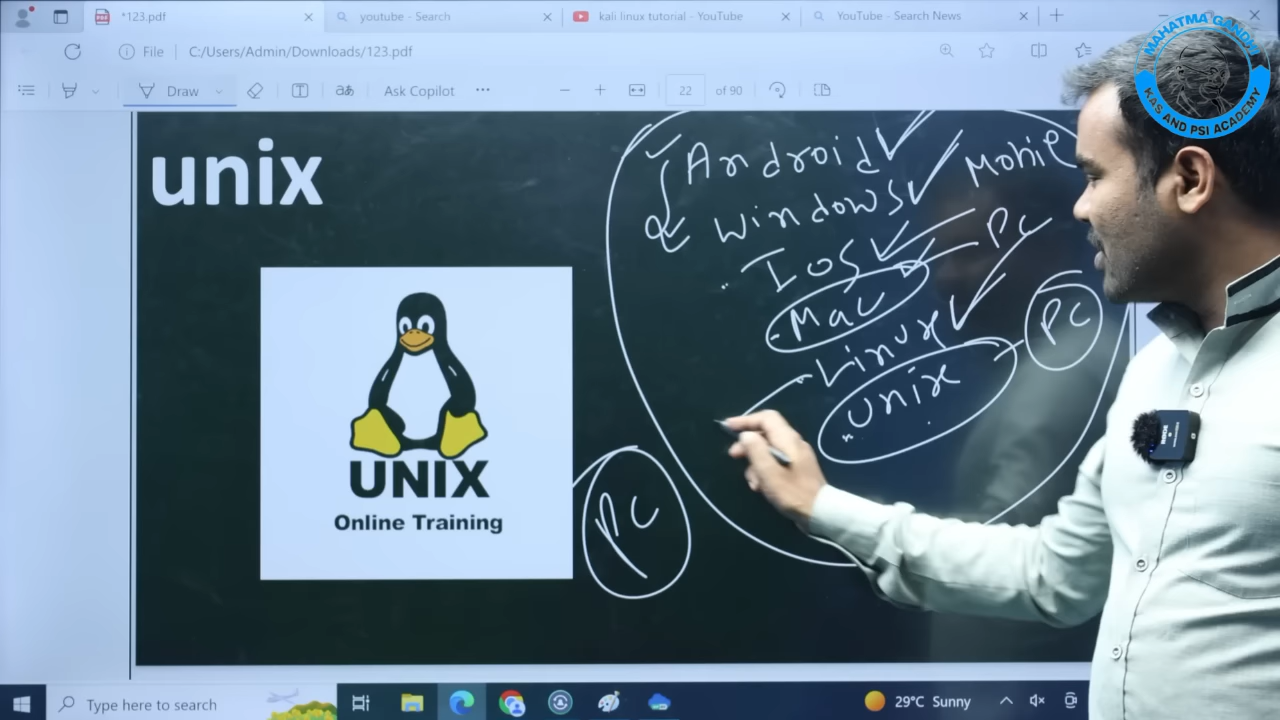 *123.pdf
youtube - Search
kali linux tutorial - YouTube
YouTube - Search News
File C:/Users/Admin/Downloads/123.pdf
Draw
Ask Copilot
22 of 90
MAHATMA GANDHI
KAS AND PSI ACADEMY
unix
Android
Windows
Mobile
Ios
PC
Mac
Linux
PC
Unix
UNIX
Online Training
PC
Type here to search
29°C Sunny